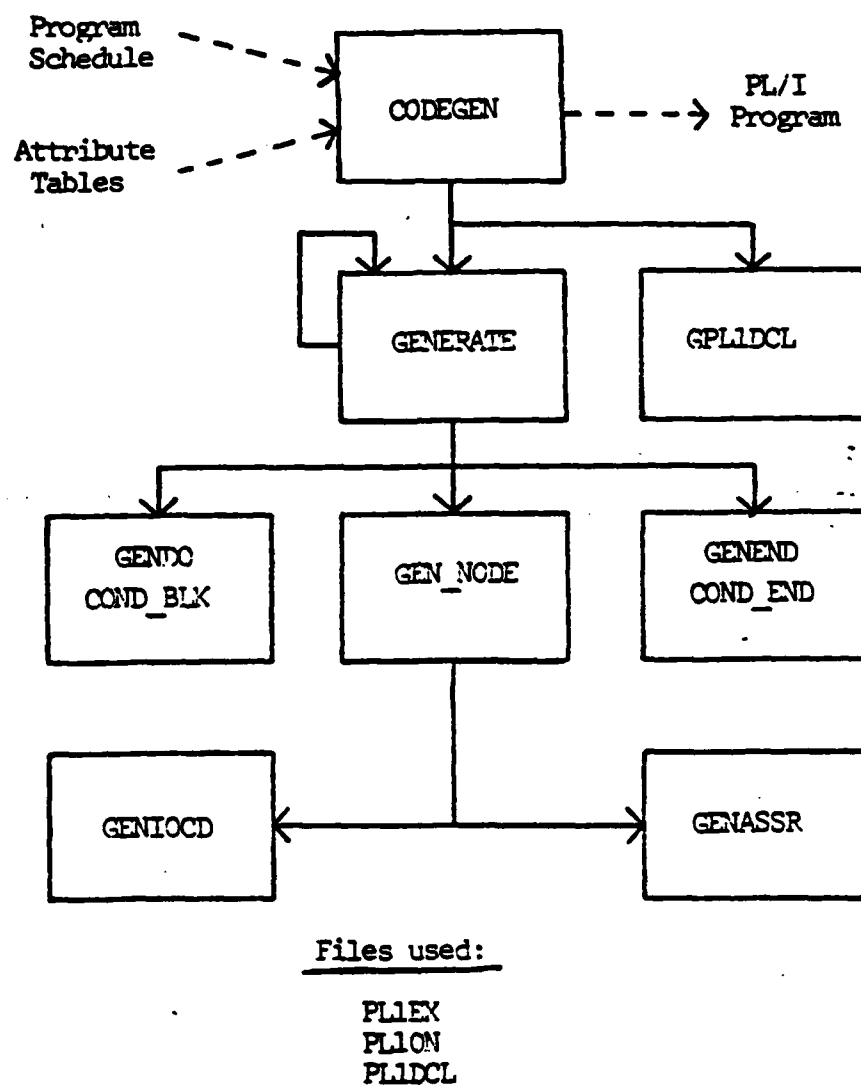 Program
Schedule
Attribute
Tables
CODEGEN
PL/I
Program
GENERATE
GPL1DCL
GENDO
COND_BLK
GEN_NODE
GENEND
COND_END
GENIOCD
GENASSR
Files used:
PL1EX
PL1ON
PL1DCL